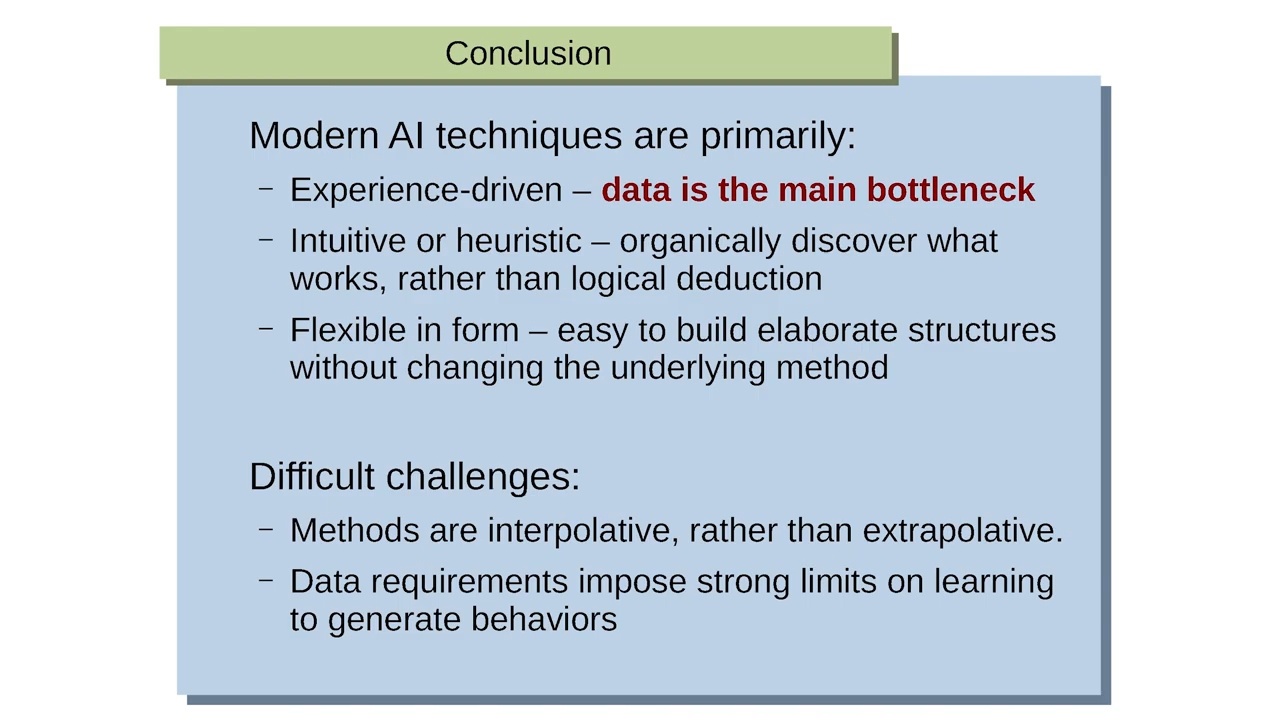 Conclusion
Modern AI techniques are primarily:
– Experience-driven – data is the main bottleneck
– Intuitive or heuristic – organically discover what
works, rather than logical deduction
– Flexible in form – easy to build elaborate structures
without changing the underlying method
Difficult challenges:
– Methods are interpolative, rather than extrapolative.
– Data requirements impose strong limits on learning
to generate behaviors